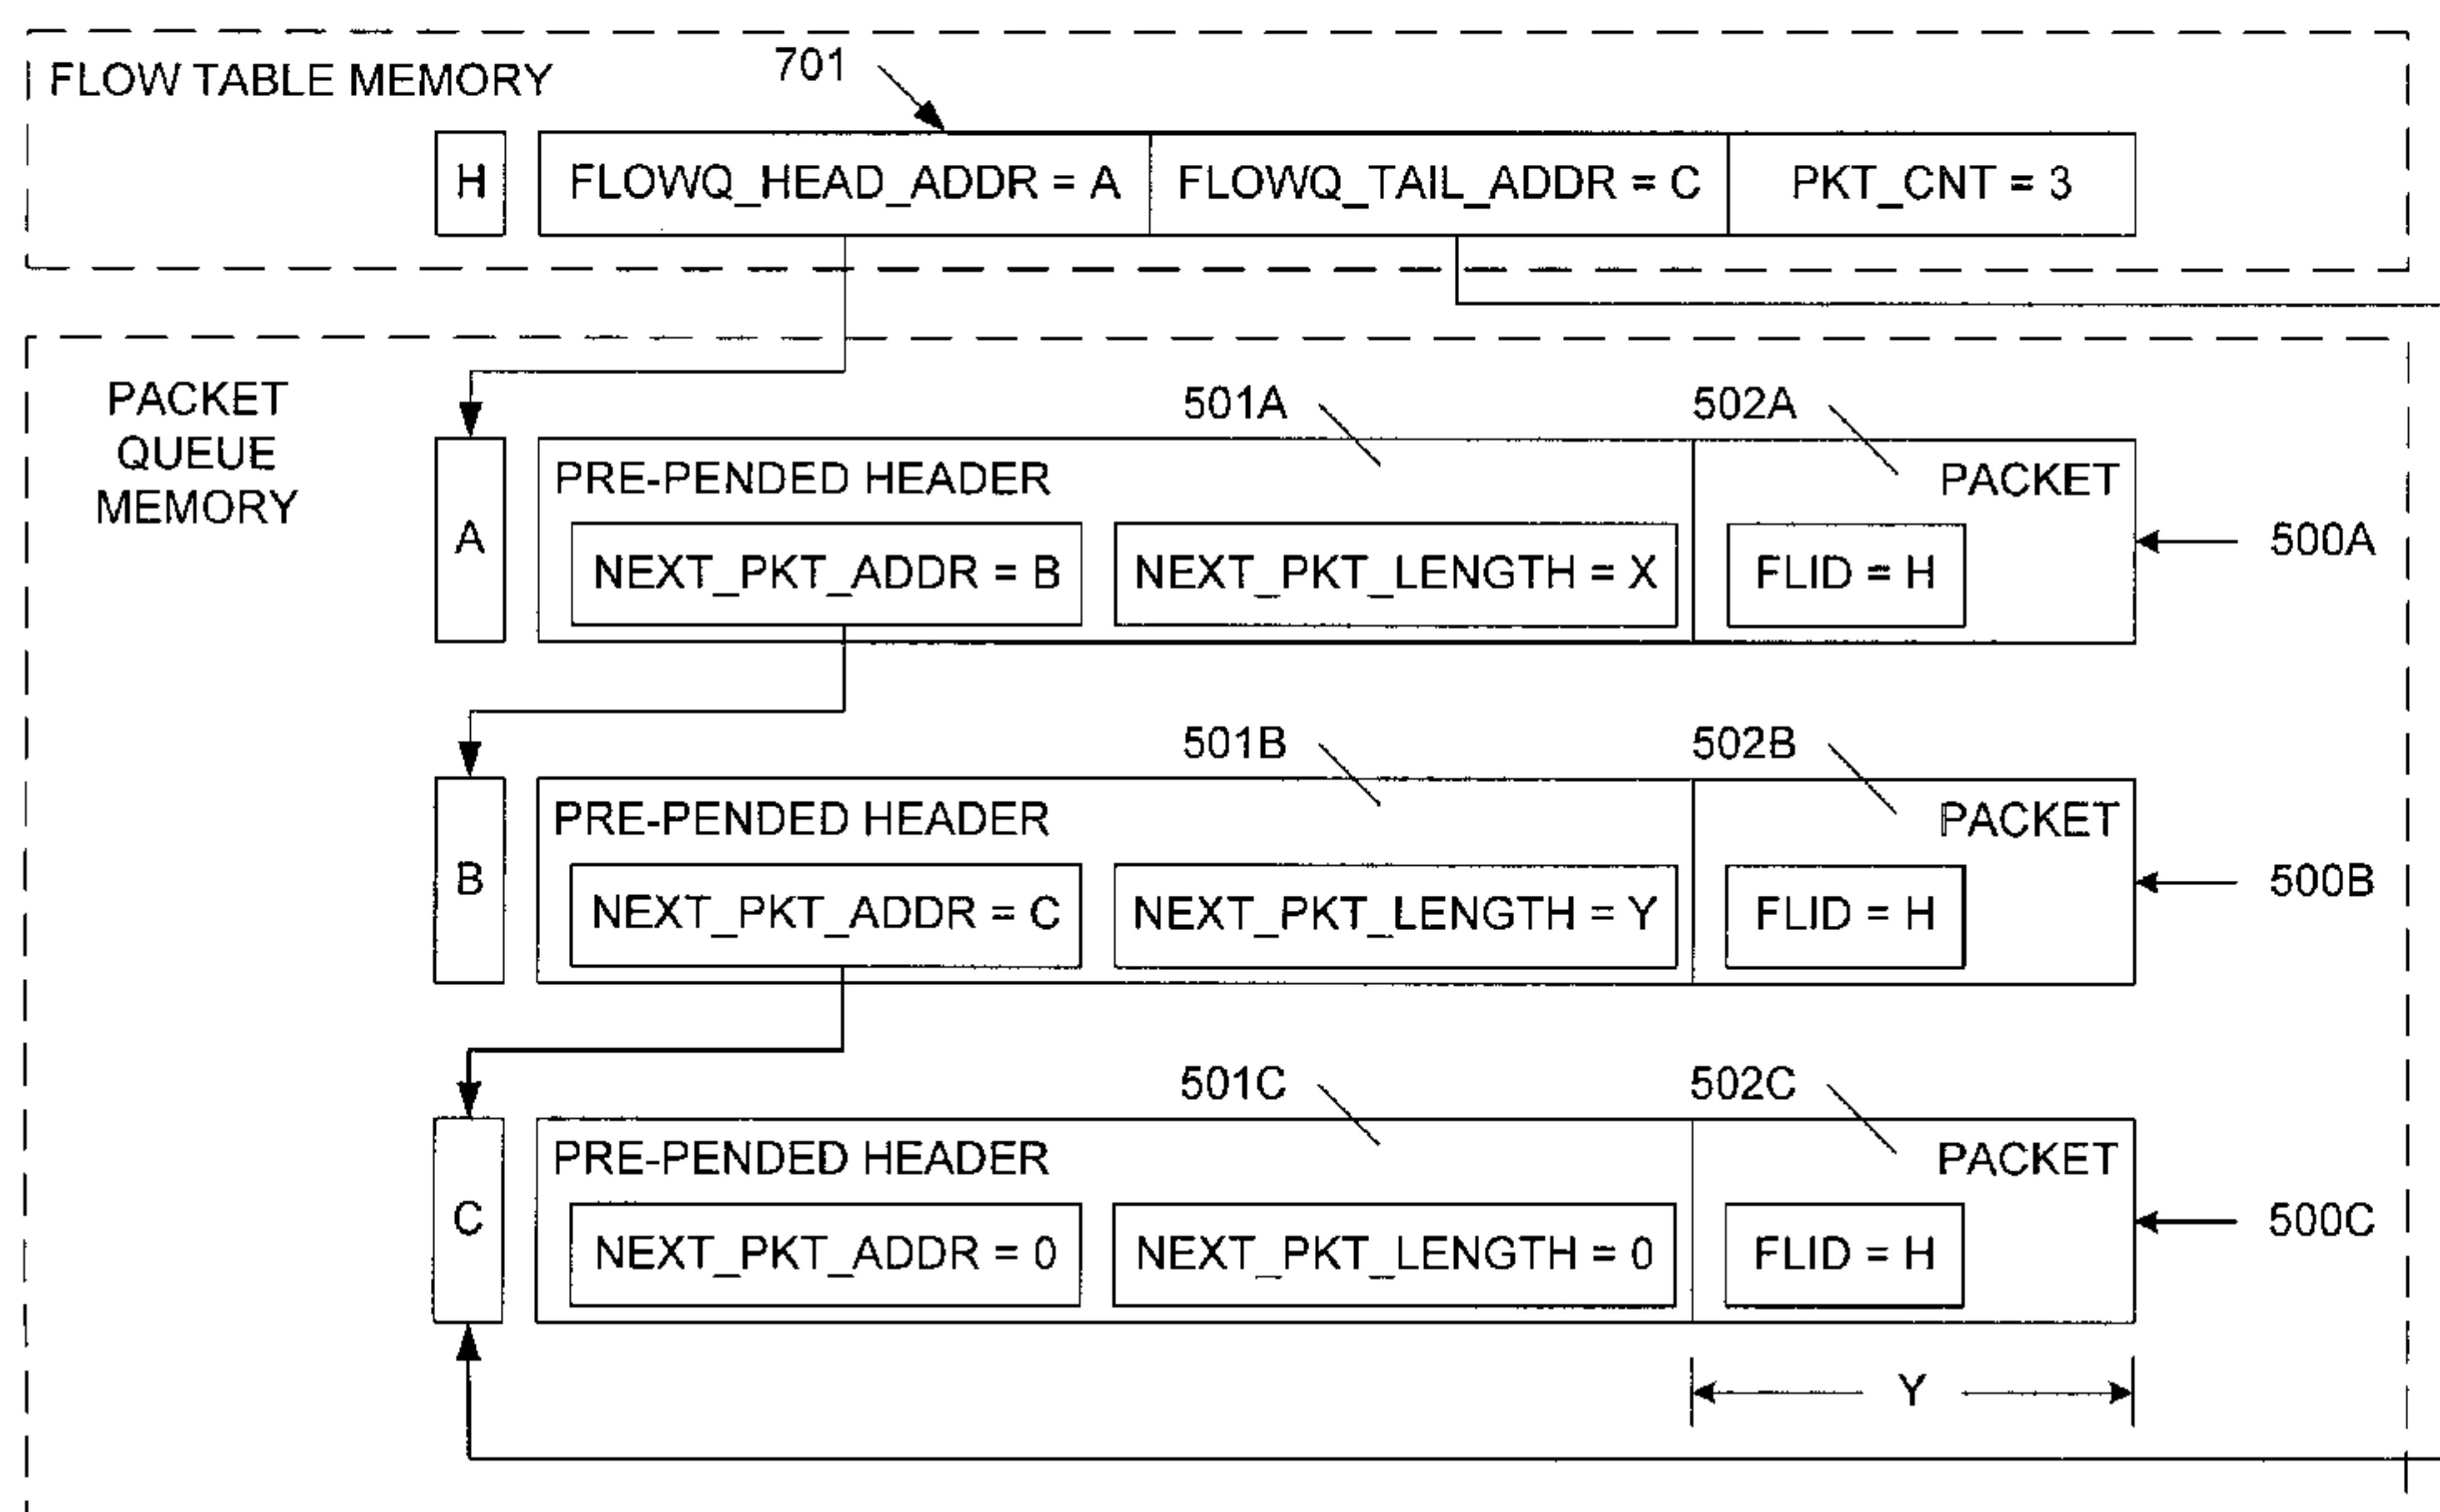 701
FLOW TABLE MEMORY
H
FLOWQ_HEAD_ADDR = A
FLOWQ_TAIL_ADDR = C
PKT_CNT = 3
PACKET
QUEUE
MEMORY
501A
502A
A
PRE-PENDED HEADER
PACKET
NEXT_PKT_ADDR = B
NEXT_PKT_LENGTH = X
FLID = H
500A
501B
502B
B
PRE-PENDED HEADER
PACKET
NEXT_PKT_ADDR = C
NEXT_PKT_LENGTH = Y
FLID = H
500B
501C
502C
C
PRE-PENDED HEADER
PACKET
NEXT_PKT_ADDR = 0
NEXT_PKT_LENGTH = 0
FLID = H
500C
Y